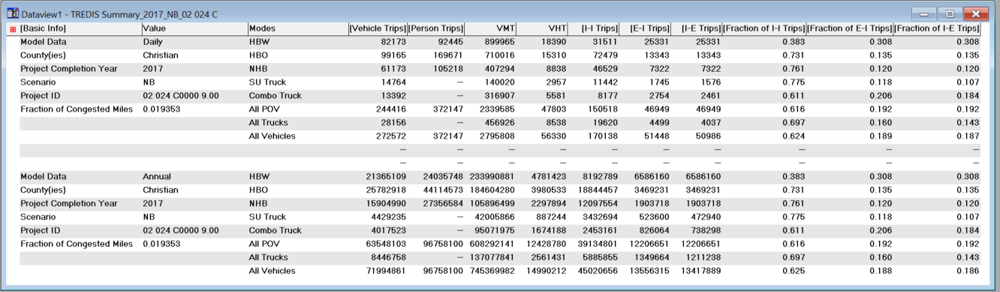 Dataview1 - TREDIS Summary_2017_NB_02 024 C
[Basic Info] Value Modes [Vehicle Trips] [Person Trips] VMT VHT [I-I Trips] [E-I Trips] [I-E Trips] [Fraction of I-I Trips] [Fraction of E-I Trips] [Fraction of I-E Trips]
Model Data Daily HBW 82173 92445 899965 18390 31511 25331 25331 0.383 0.308 0.308
County(ies) Christian HBO 99165 169671 710016 15310 72479 13343 13343 0.731 0.135 0.135
Project Completion Year 2017 NHB 61173 105218 407294 8838 46529 7322 7322 0.761 0.120 0.120
Scenario NB SU Truck 14764 -- 140020 2957 11442 1745 1576 0.775 0.118 0.107
Project ID 02 024 C0000 9.00 Combo Truck 13392 -- 316907 5581 8177 2754 2461 0.611 0.206 0.184
Fraction of Congested Miles 0.019353 All POV 244416 372147 2339585 47803 150518 46949 46949 0.616 0.192 0.192
All Trucks 28156 -- 456926 8538 19620 4499 4037 0.697 0.160 0.143
All Vehicles 272572 372147 2795808 56330 170138 51448 50986 0.624 0.189 0.187
-- -- -- -- -- -- -- -- -- --
-- -- -- -- -- -- -- -- -- --
Model Data Annual HBW 21365109 24035748 233990881 4781423 8192789 6586160 6586160 0.383 0.308 0.308
County(ies) Christian HBO 25782918 44114573 184604280 3980533 18844457 3469231 3469231 0.731 0.135 0.135
Project Completion Year 2017 NHB 15904990 27356584 105896499 2297894 12097554 1903718 1903718 0.761 0.120 0.120
Scenario NB SU Truck 4429235 -- 42005866 887244 3432694 523600 472940 0.775 0.118 0.107
Project ID 02 024 C0000 9.00 Combo Truck 4017523 -- 95071975 1674188 2453161 826064 738298 0.611 0.206 0.184
Fraction of Congested Miles 0.019353 All POV 63548103 96758100 608292141 12428780 39134801 12206651 12206651 0.616 0.192 0.192
All Trucks 8446758 -- 137077841 2561431 5885855 1349664 1211238 0.697 0.160 0.143
All Vehicles 71994861 96758100 745369982 14990212 45020656 13556315 13417889 0.625 0.188 0.186